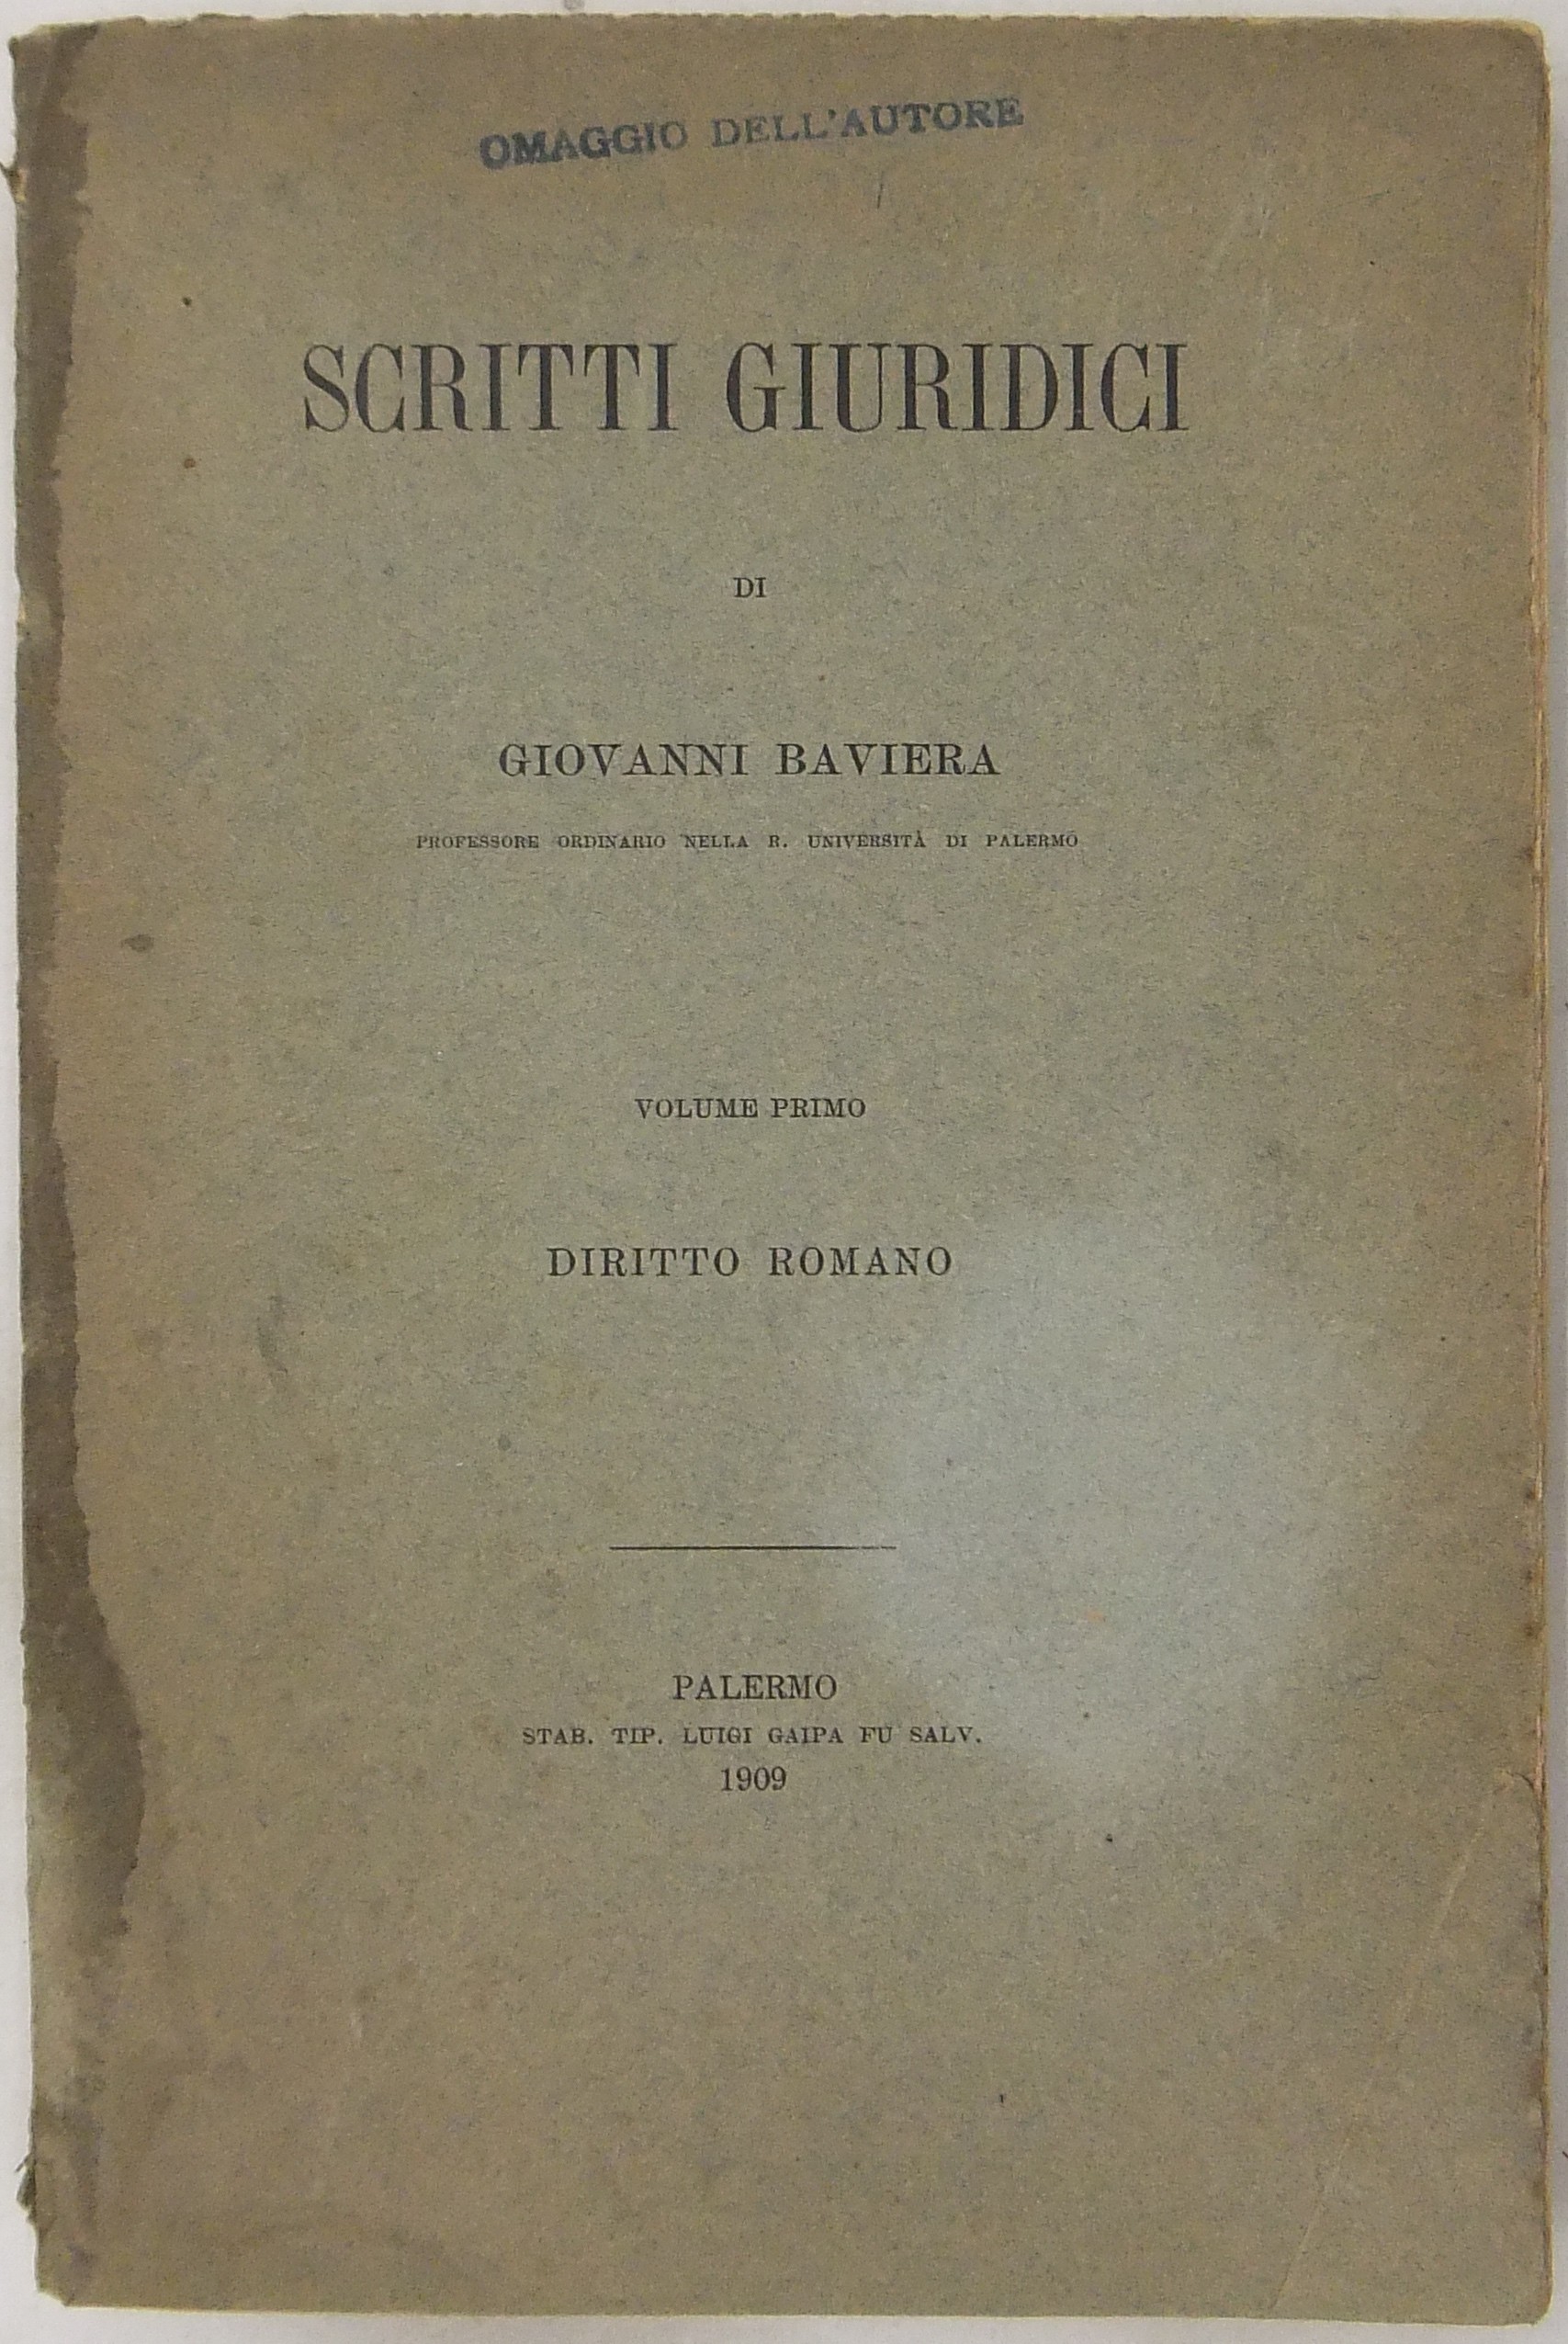 OMAGGIO DELL'AUTORE
SCRITTI GIURIDICI
DI
GIOVANNI BAVIERA
PROFESSORE ORDINARIO NELLA R. UNIVERSITÀ DI PALERMO
VOLUME PRIMO
DIRITTO ROMANO
PALERMO
STAB. TIP. LUIGI GAIPA FU SALV.
1909